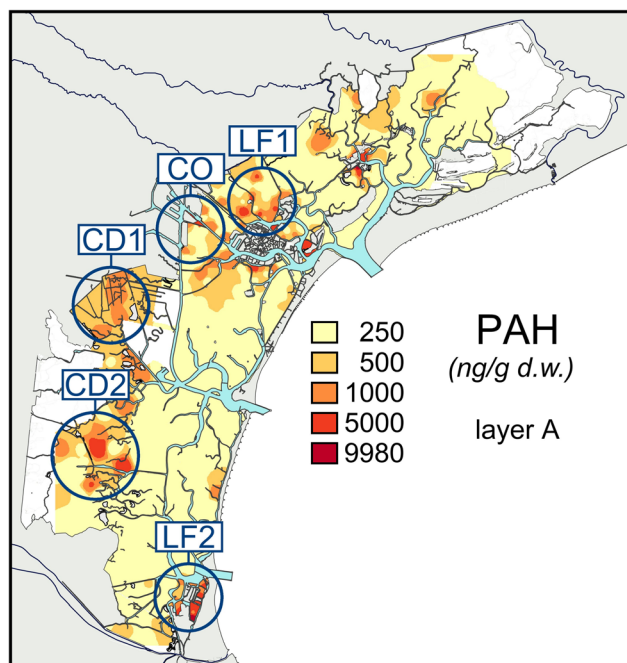 LF1
CO
CD1
CD2
LF2
250
500
1000
5000
9980
PAH
(ng/g d.w.)
layer A